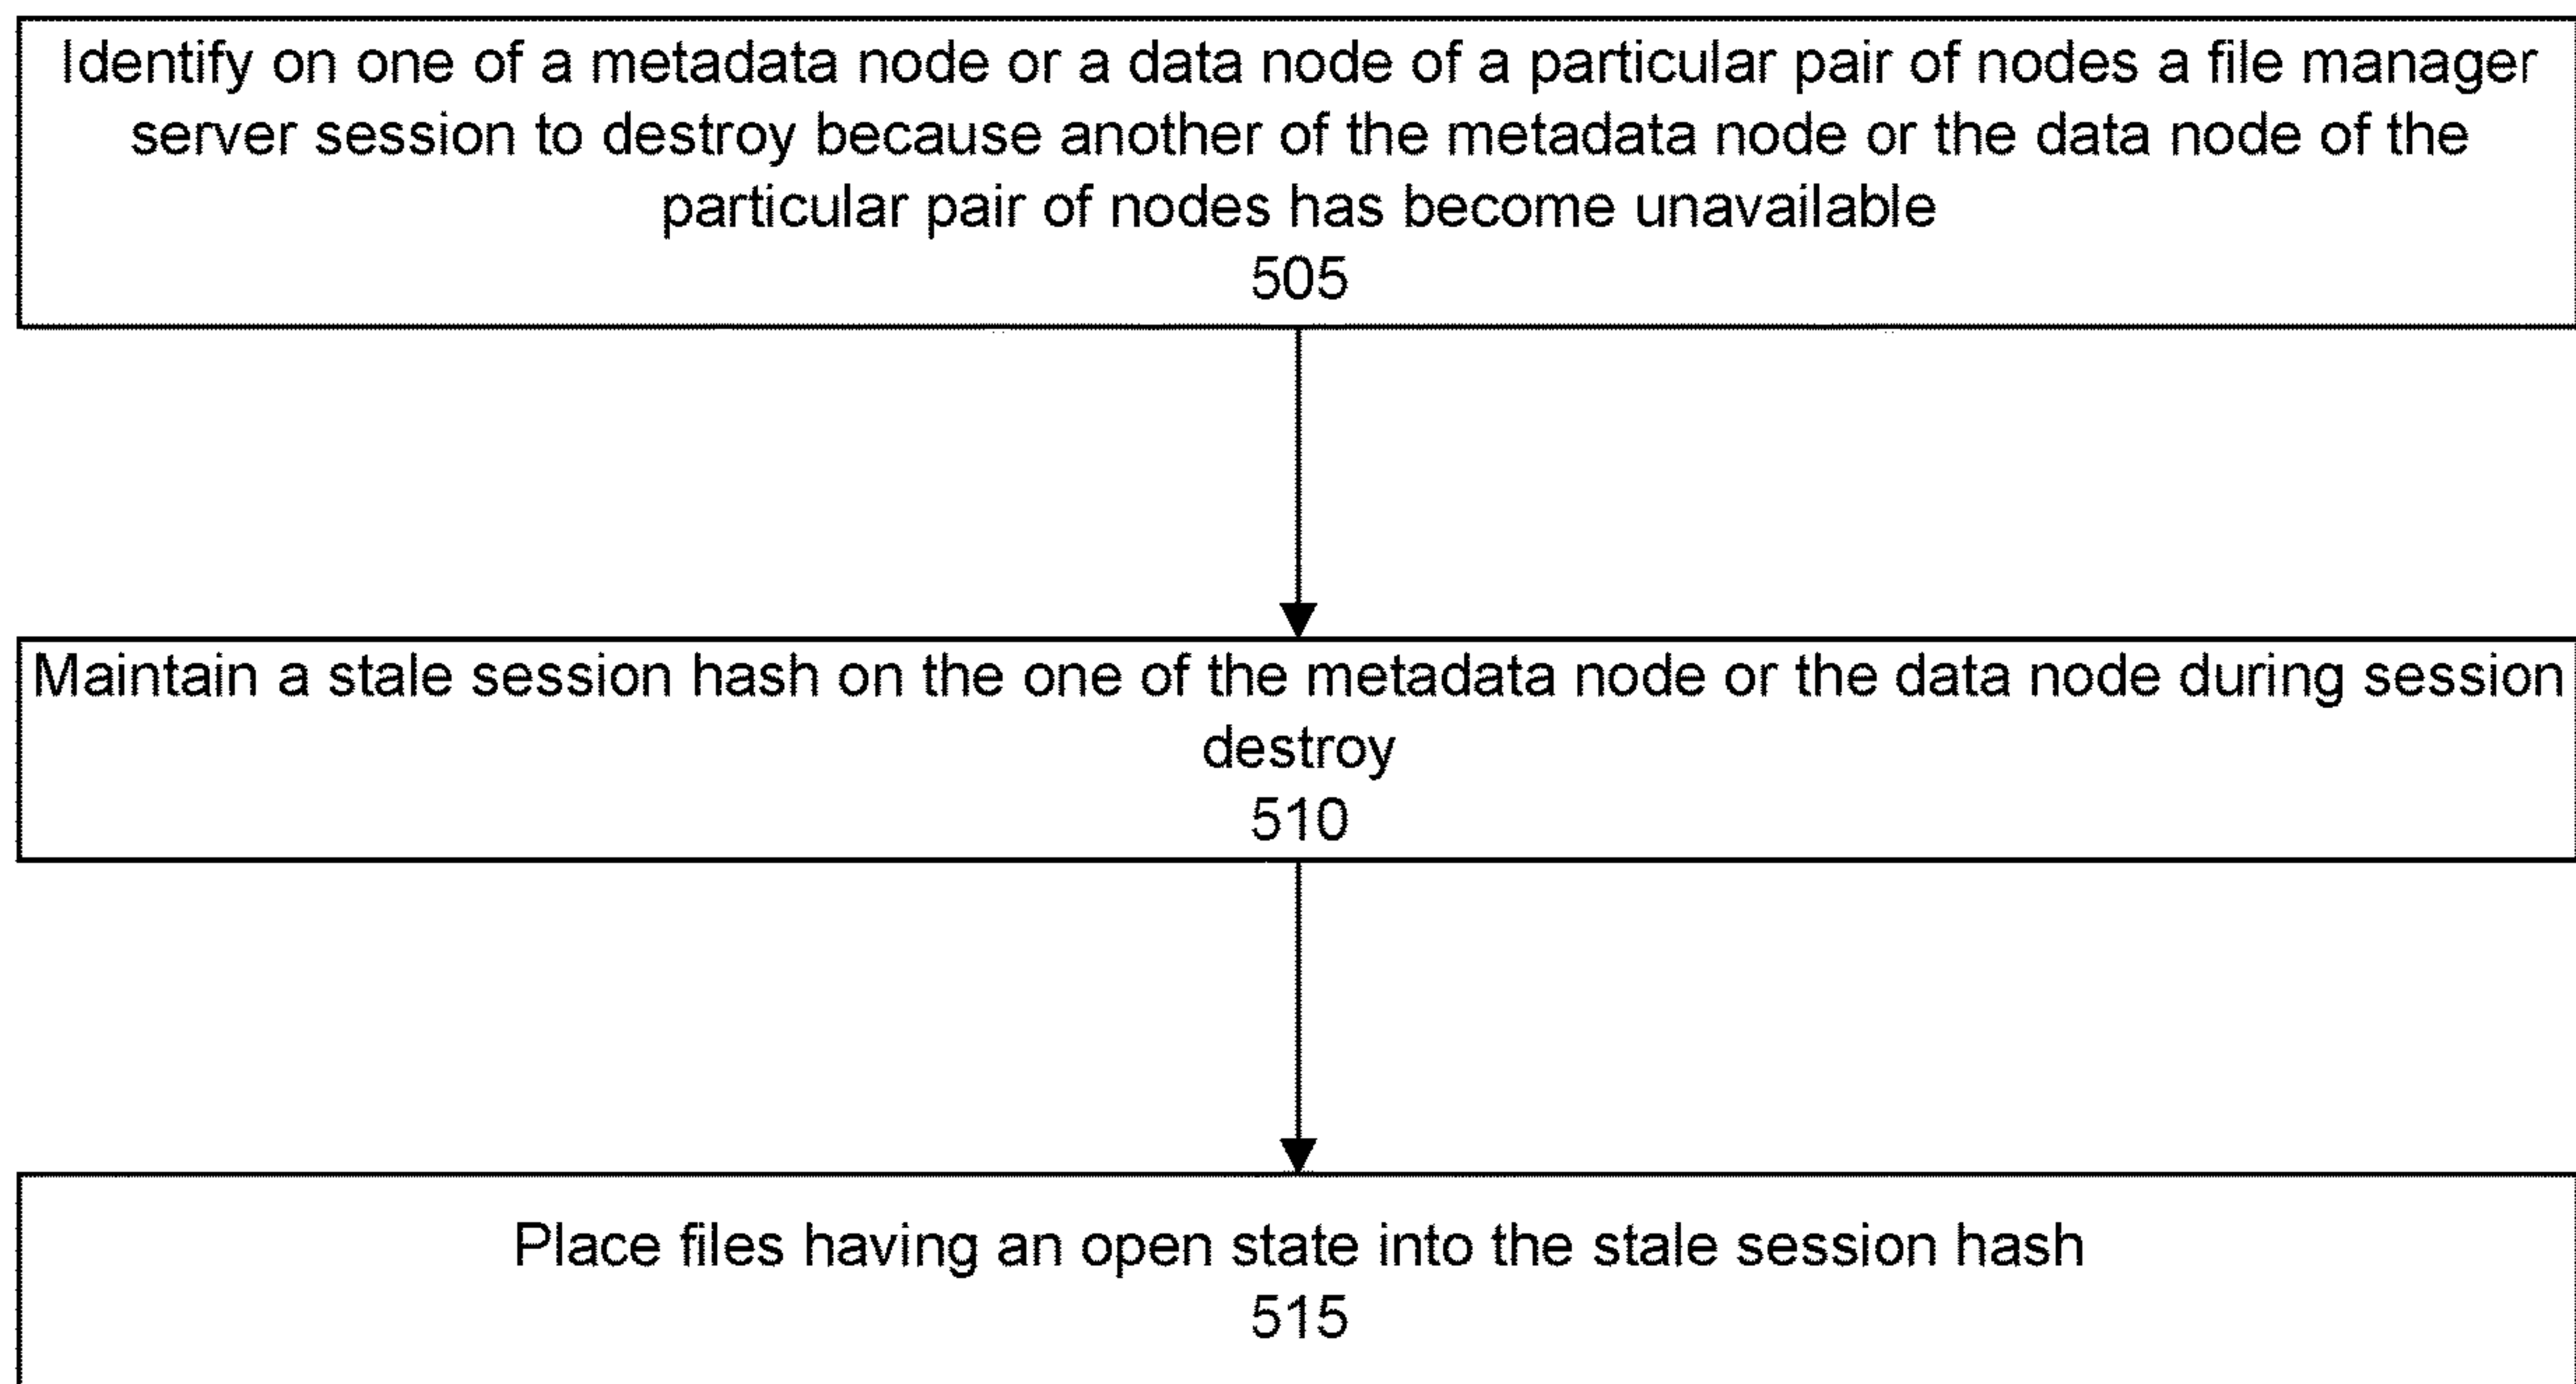 Identify on one of a metadata node or a data node of a particular pair of nodes a file manager
server session to destroy because another of the metadata node or the data node of the
particular pair of nodes has become unavailable
505
Maintain a stale session hash on the one of the metadata node or the data node during session
destroy
510
Place files having an open state into the stale session hash
515